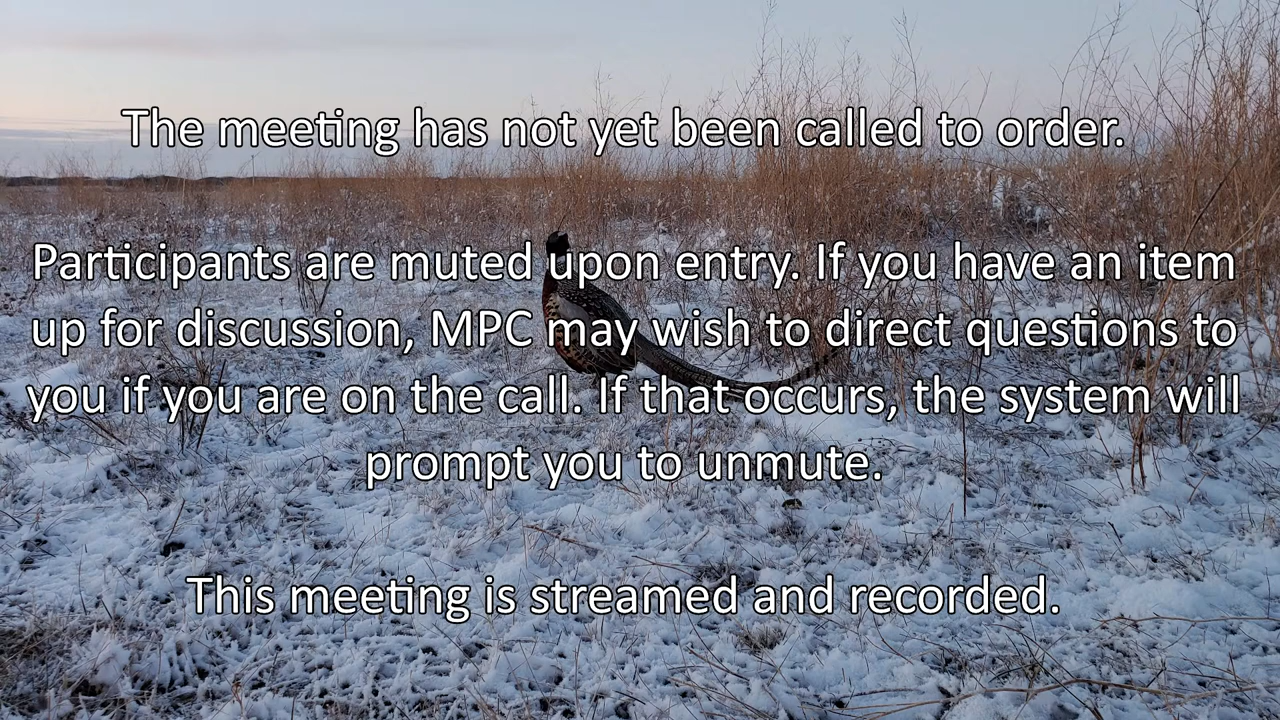 The meeting has not yet been called to order.
Participants are muted upon entry. If you have an item
up for discussion, MPC may wish to direct questions to
you if you are on the call. If that occurs, the system will
prompt you to unmute.
This meeting is streamed and recorded.